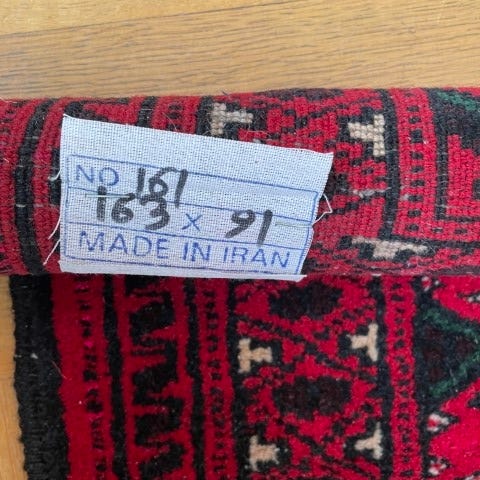 NO 161
163 x 91
MADE IN IRAN